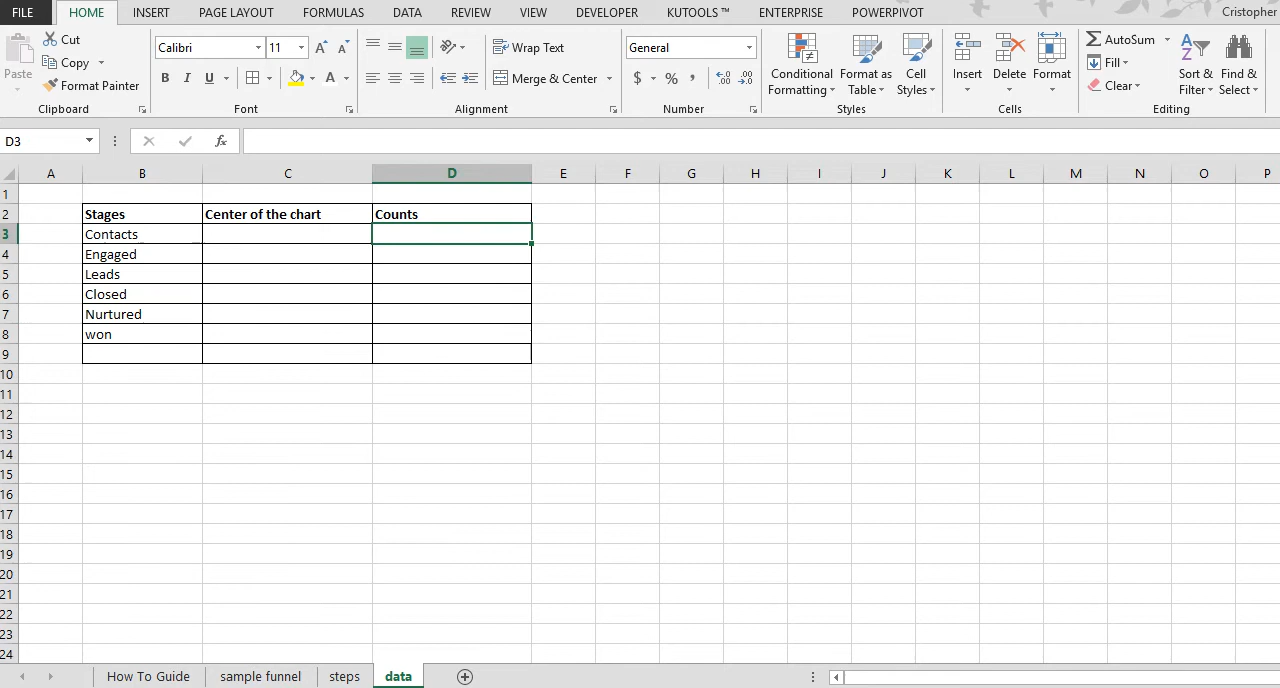 FILE HOME INSERT PAGE LAYOUT FORMULAS DATA REVIEW VIEW DEVELOPER KUTOOLS ™ ENTERPRISE POWERPIVOT Cristopher
Paste
Cut
Copy
Format Painter
Clipboard
Calibri 11
B I U
Font
Wrap Text
Merge & Center
Alignment
General
$ % ,
Number
Conditional
Formatting
Format as
Table
Cell
Styles
Styles
Insert
Delete
Format
Cells
AutoSum
Fill
Clear
Sort &
Filter
Find &
Select
Editing
D3
fx
A B C D E F G H I J K L M N O P
1
2 Stages Center of the chart Counts
3 Contacts
4 Engaged
5 Leads
6 Closed
7 Nurtured
8 won
9
10
11
12
13
14
15
16
17
18
19
20
21
22
23
24
How To Guide sample funnel steps data